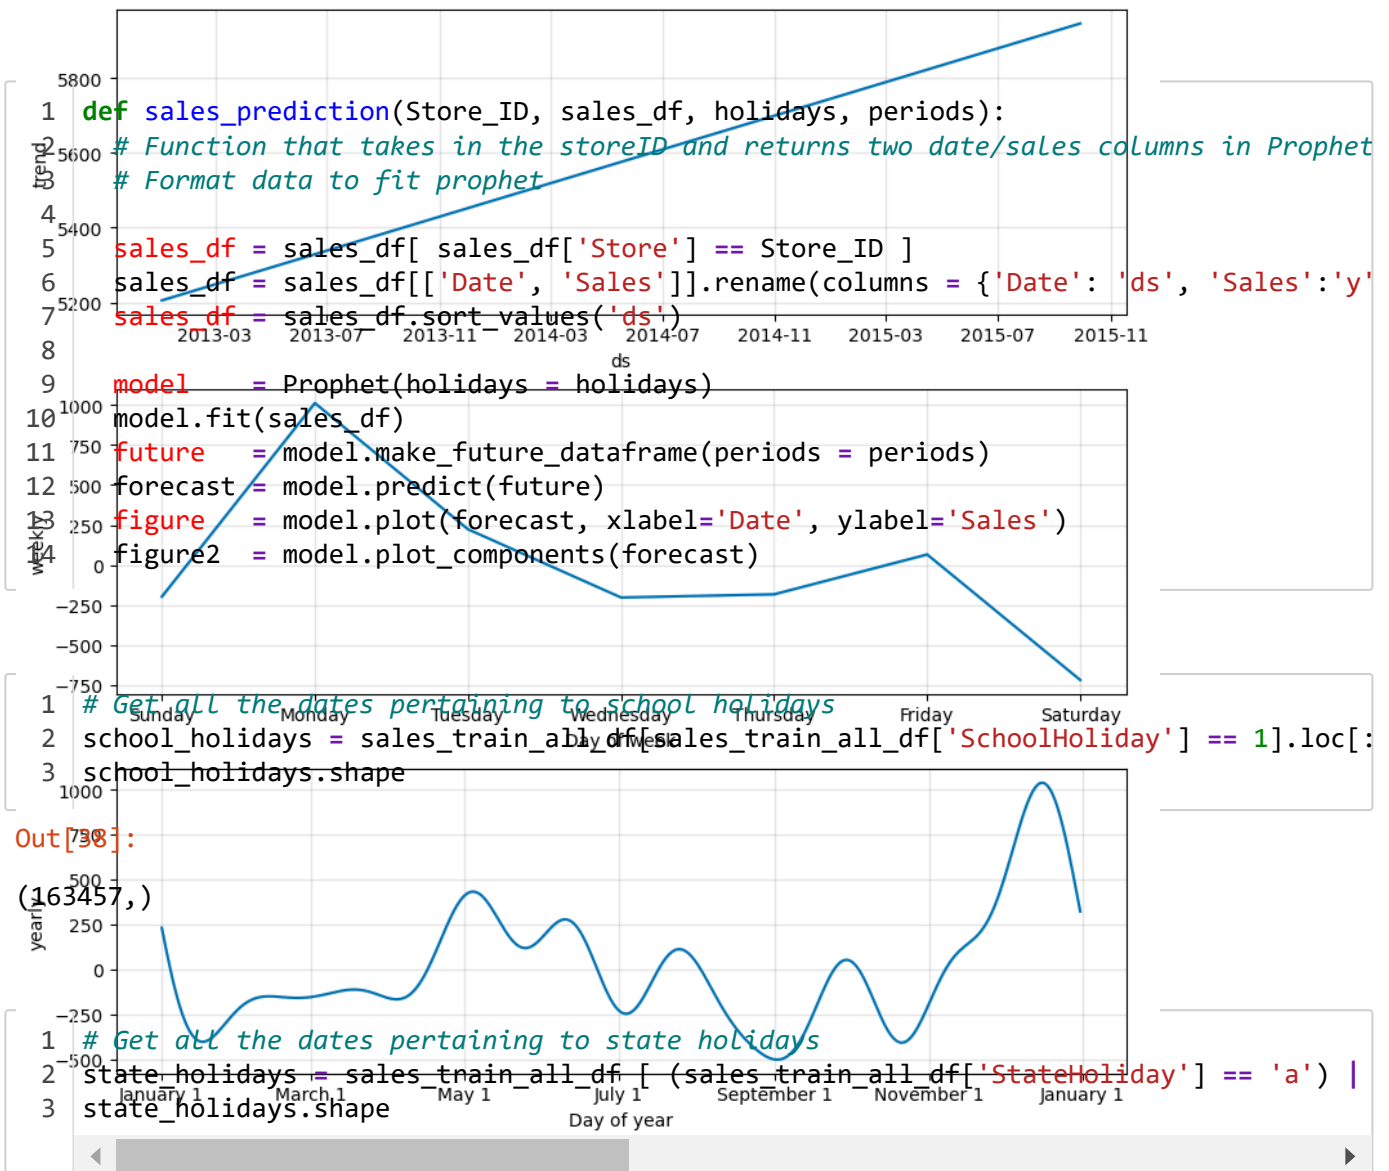 5800
5600
5400
5200
trend
2013-03 2013-07 2013-11 2014-03 2014-07 2014-11 2015-03 2015-07 2015-11
ds
1 def sales_prediction(Store_ID, sales_df, holidays, periods):
2 # Function that takes in the storeID and returns two date/sales columns in Prophet
3 # Format data to fit prophet
4
5 sales_df = sales_df[ sales_df['Store'] == Store_ID ]
6 sales_df = sales_df[['Date', 'Sales']].rename(columns = {'Date': 'ds', 'Sales':'y'
7 sales_df = sales_df.sort_values('ds')
8
9 model = Prophet(holidays = holidays)
10 model.fit(sales_df)
11 future = model.make_future_dataframe(periods = periods)
12 forecast = model.predict(future)
13 figure = model.plot(forecast, xlabel='Date', ylabel='Sales')
14 figure2 = model.plot_components(forecast)
1000
750
500
250
0
−250
−500
−750
weekly
Sunday Monday Tuesday Wednesday Thursday Friday Saturday
Day of week
1 # Get all the dates pertaining to school holidays
2 school_holidays = sales_train_all_df[sales_train_all_df['SchoolHoliday'] == 1].loc[:
3 school_holidays.shape
Out[38]:
(163457,)
1000
750
500
250
0
−250
−500
yearly
January 1 March 1 May 1 July 1 September 1 November 1 January 1
Day of year
1 # Get all the dates pertaining to state holidays
2 state_holidays = sales_train_all_df [ (sales_train_all_df['StateHoliday'] == 'a') |
3 state_holidays.shape